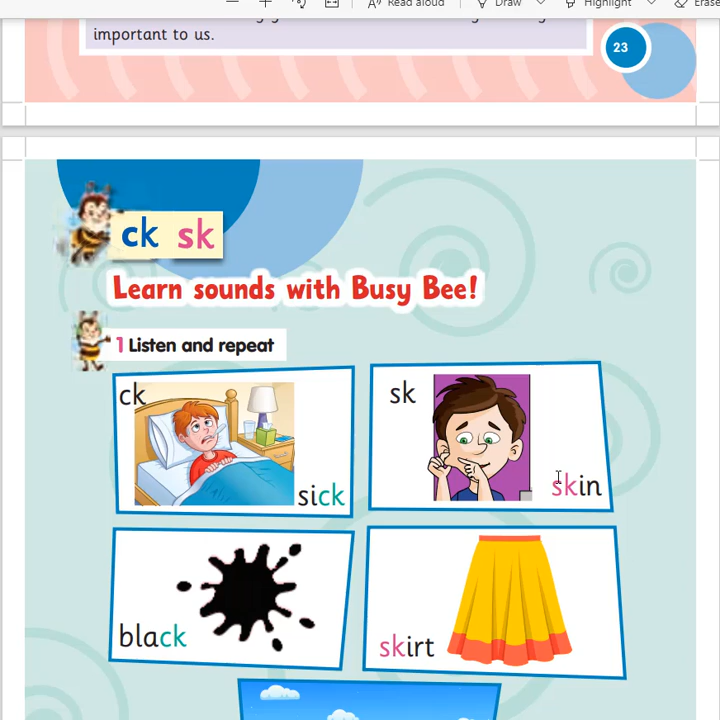 Read aloud
Draw
Highlight
important to us.
23
ck sk
Learn sounds with Busy Bee!
1 Listen and repeat
ck
sick
sk
skin
black
skirt